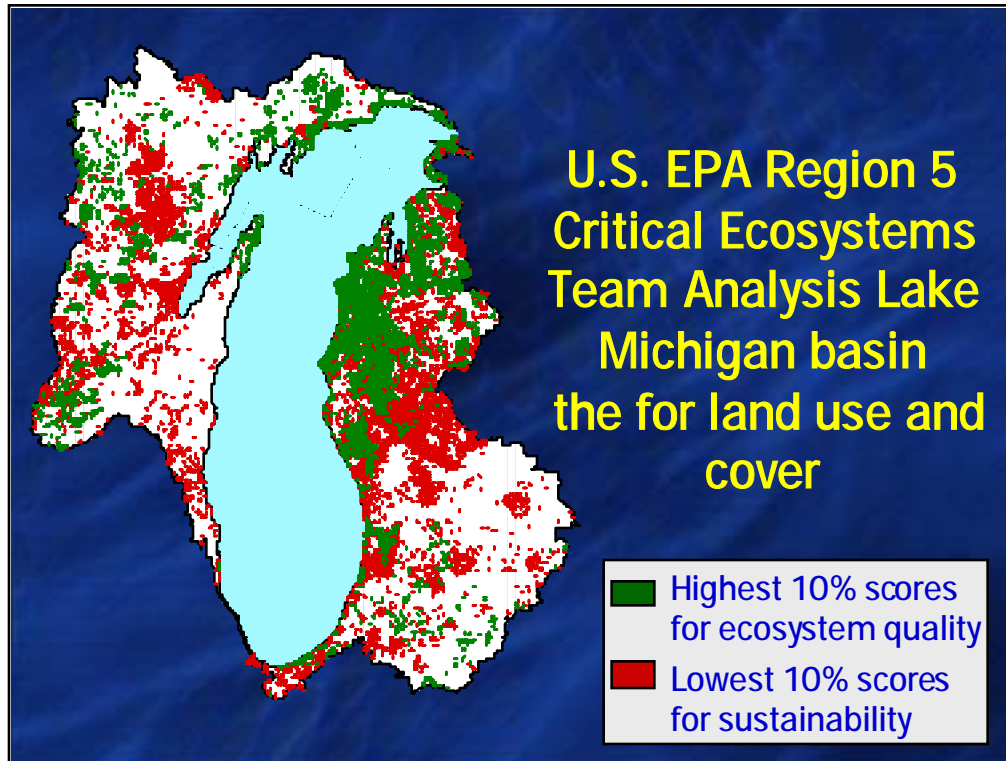 U.S. EPA Region 5
Critical Ecosystems
Team Analysis Lake
Michigan basin
the for land use and
cover
Highest 10% scores
for ecosystem quality
Lowest 10% scores
for sustainability